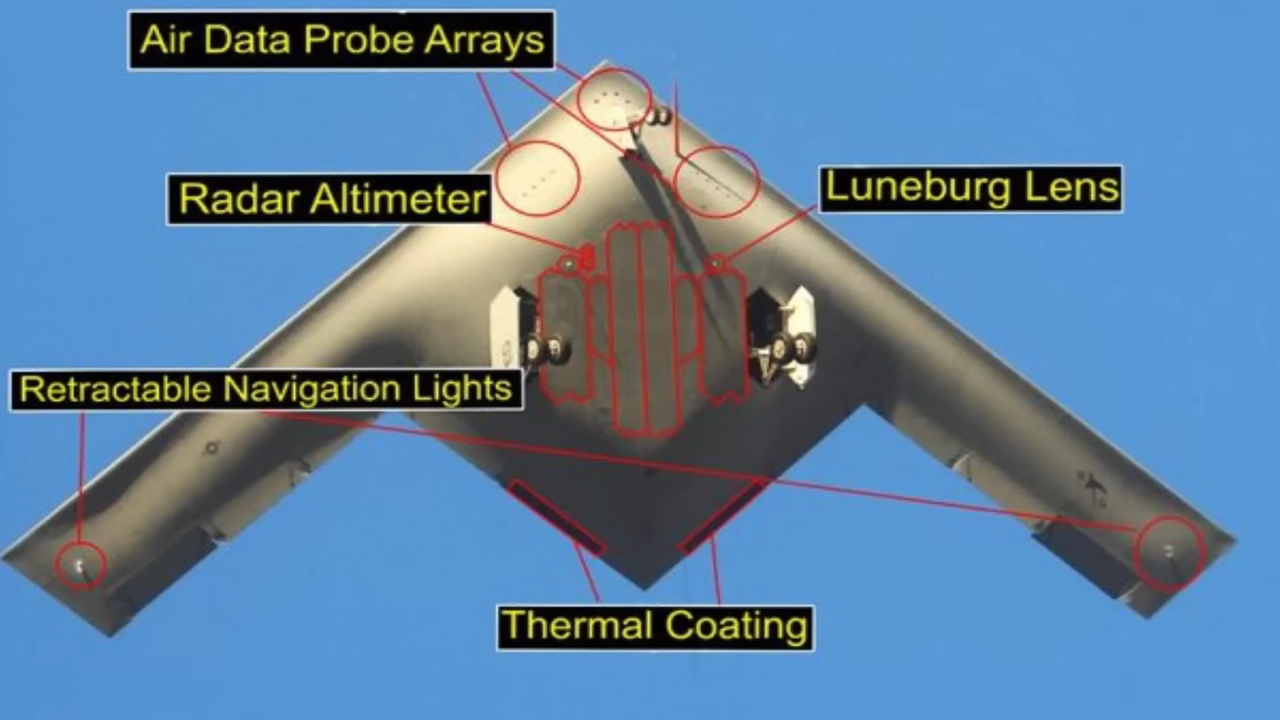 Air Data Probe Arrays
Radar Altimeter
Luneburg Lens
Retractable Navigation Lights
Thermal Coating